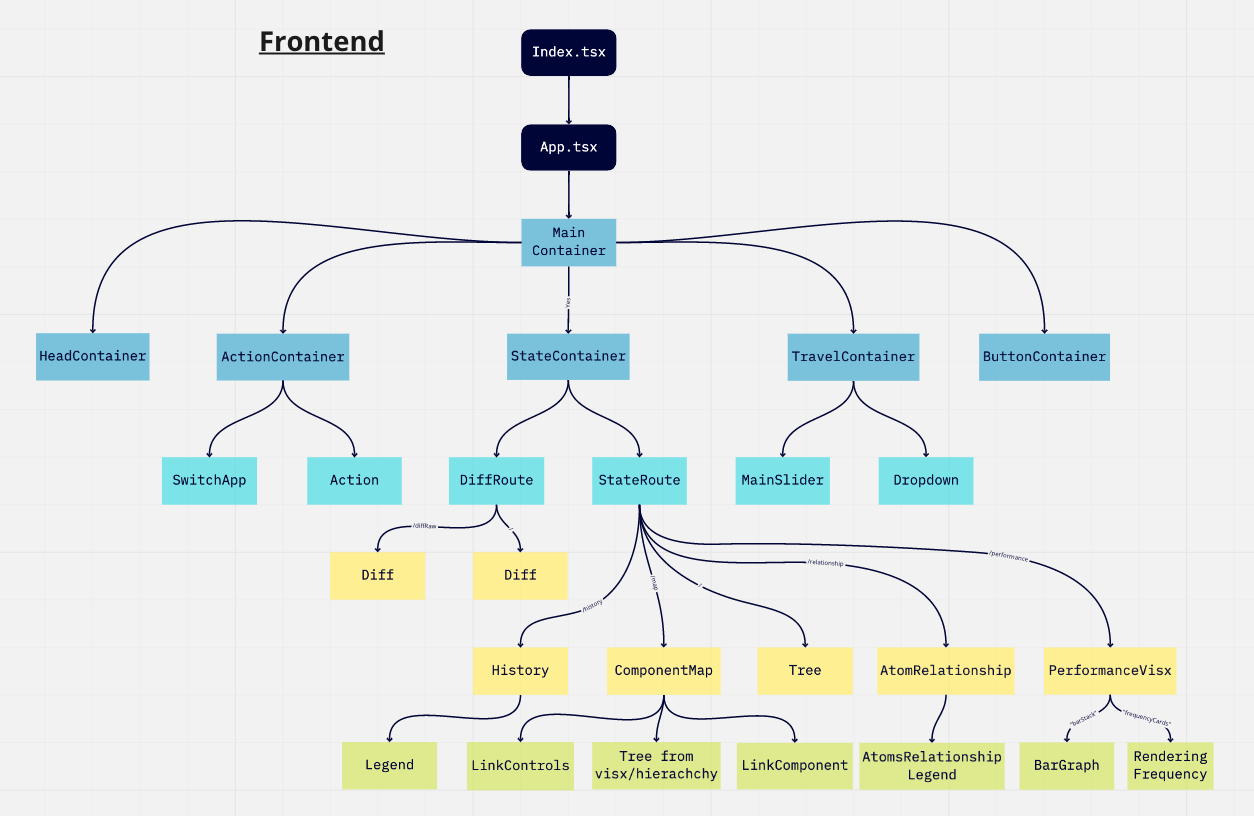 Frontend
Index.tsx
App.tsx
Main
Container
Yes
HeadContainer
ActionContainer
StateContainer
TravelContainer
ButtonContainer
SwitchApp
Action
DiffRoute
StateRoute
MainSlider
Dropdown
/diffRaw
/
Diff
Diff
/history
/map
/
/relationship
/performance
History
ComponentMap
Tree
AtomRelationship
PerformanceVisx
"barStack"
"frequencyCards"
Legend
LinkControls
Tree from
visx/hierachchy
LinkComponent
AtomsRelationship
Legend
BarGraph
Rendering
Frequency